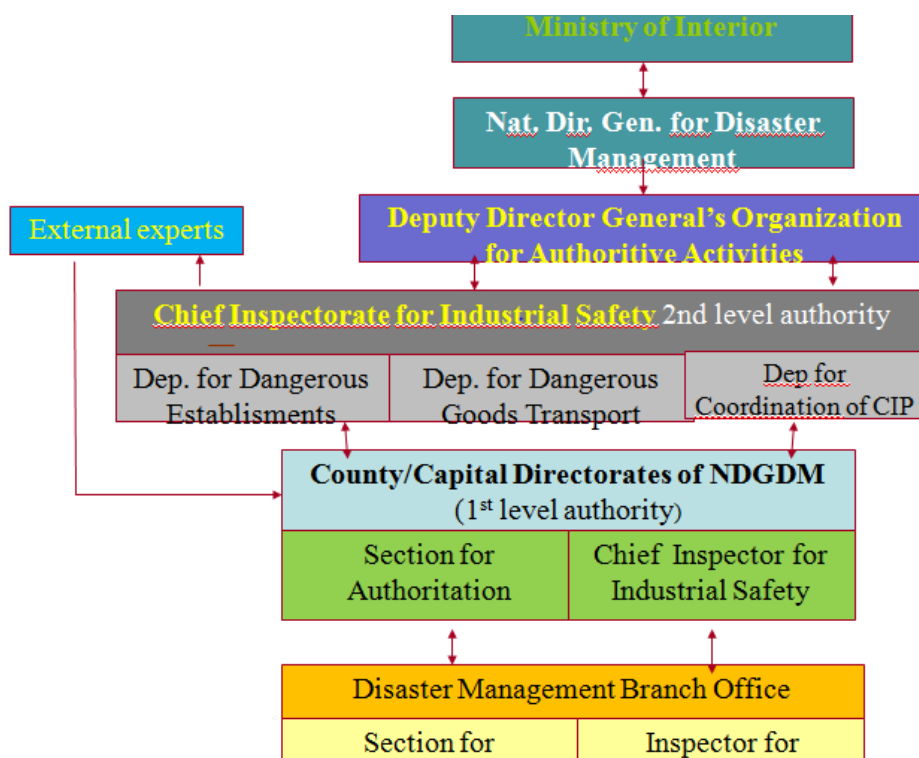 Ministry of Interior
Nat. Dir. Gen. for Disaster
Management
External experts
Deputy Director General's Organization
for Authoritive Activities
Chief Inspectorate for Industrial Safety 2nd level authority
Dep. for Dangerous
Establisments
Dep. for Dangerous
Goods Transport
Dep for
Coordination of CIP
County/Capital Directorates of NDGDM
(1st level authority)
Section for
Authoritation
Chief Inspector for
Industrial Safety
Disaster Management Branch Office
Section for
Inspector for